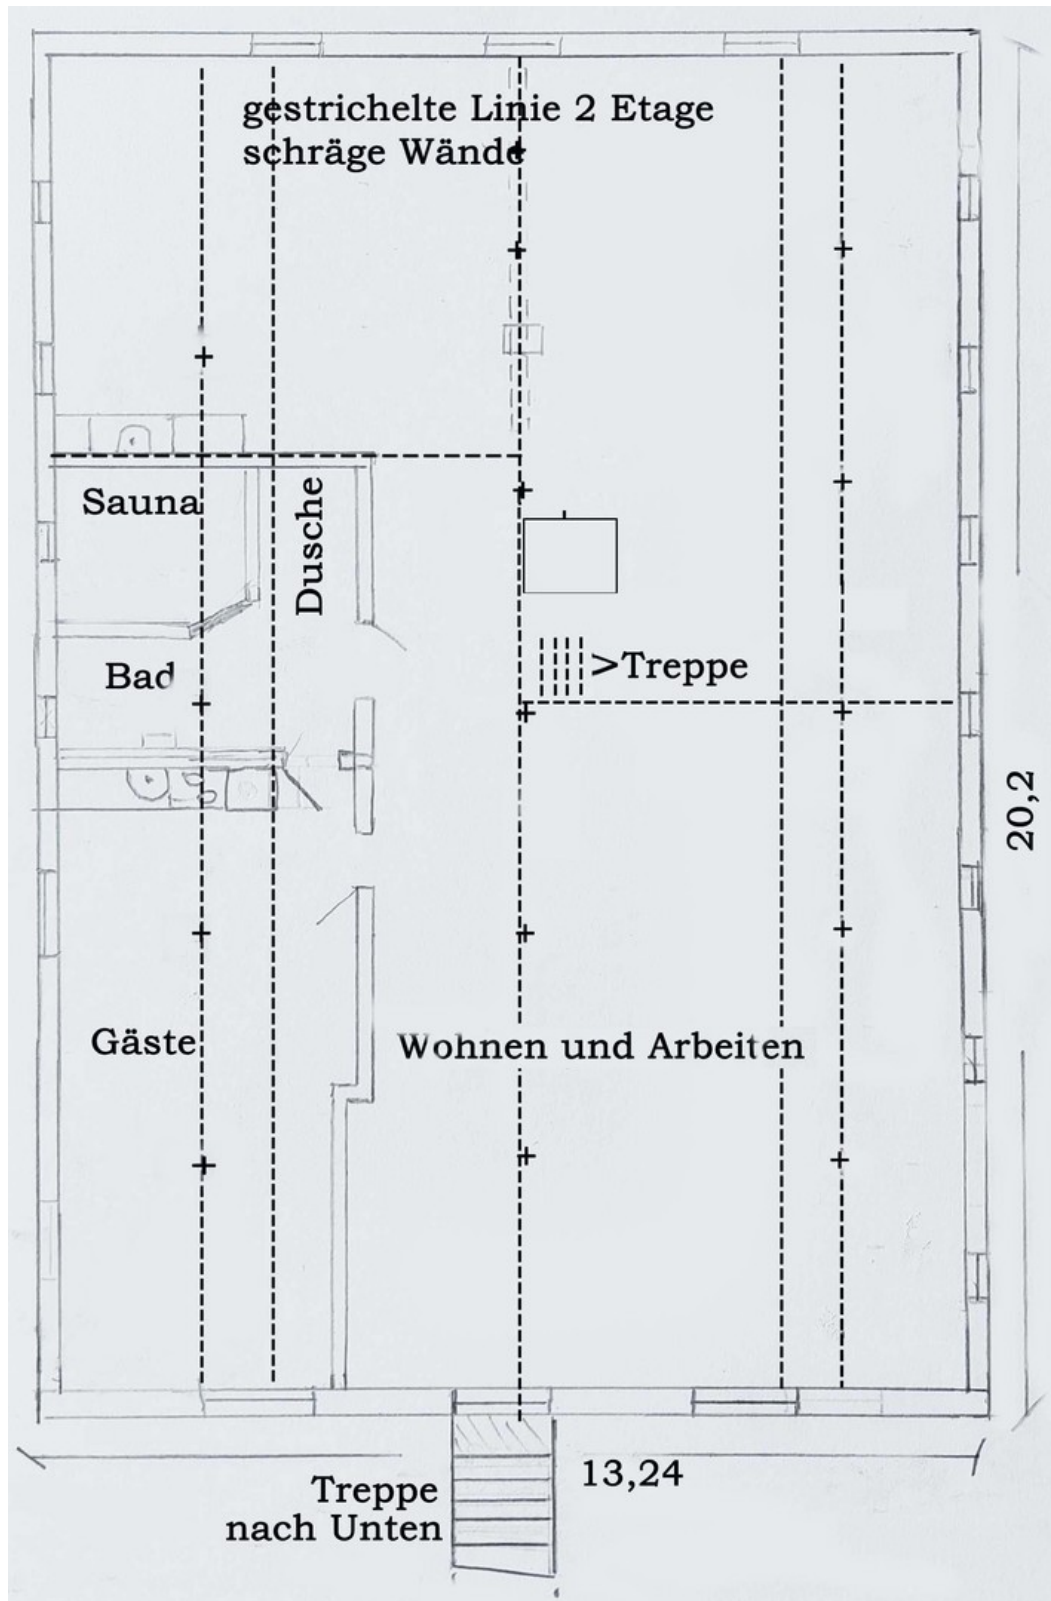 gestrichelte Linie 2 Etage
schräge Wände
Sauna
Dusche
Bad
>Treppe
20,2
Gäste
Wohnen und Arbeiten
13,24
Treppe
nach Unten